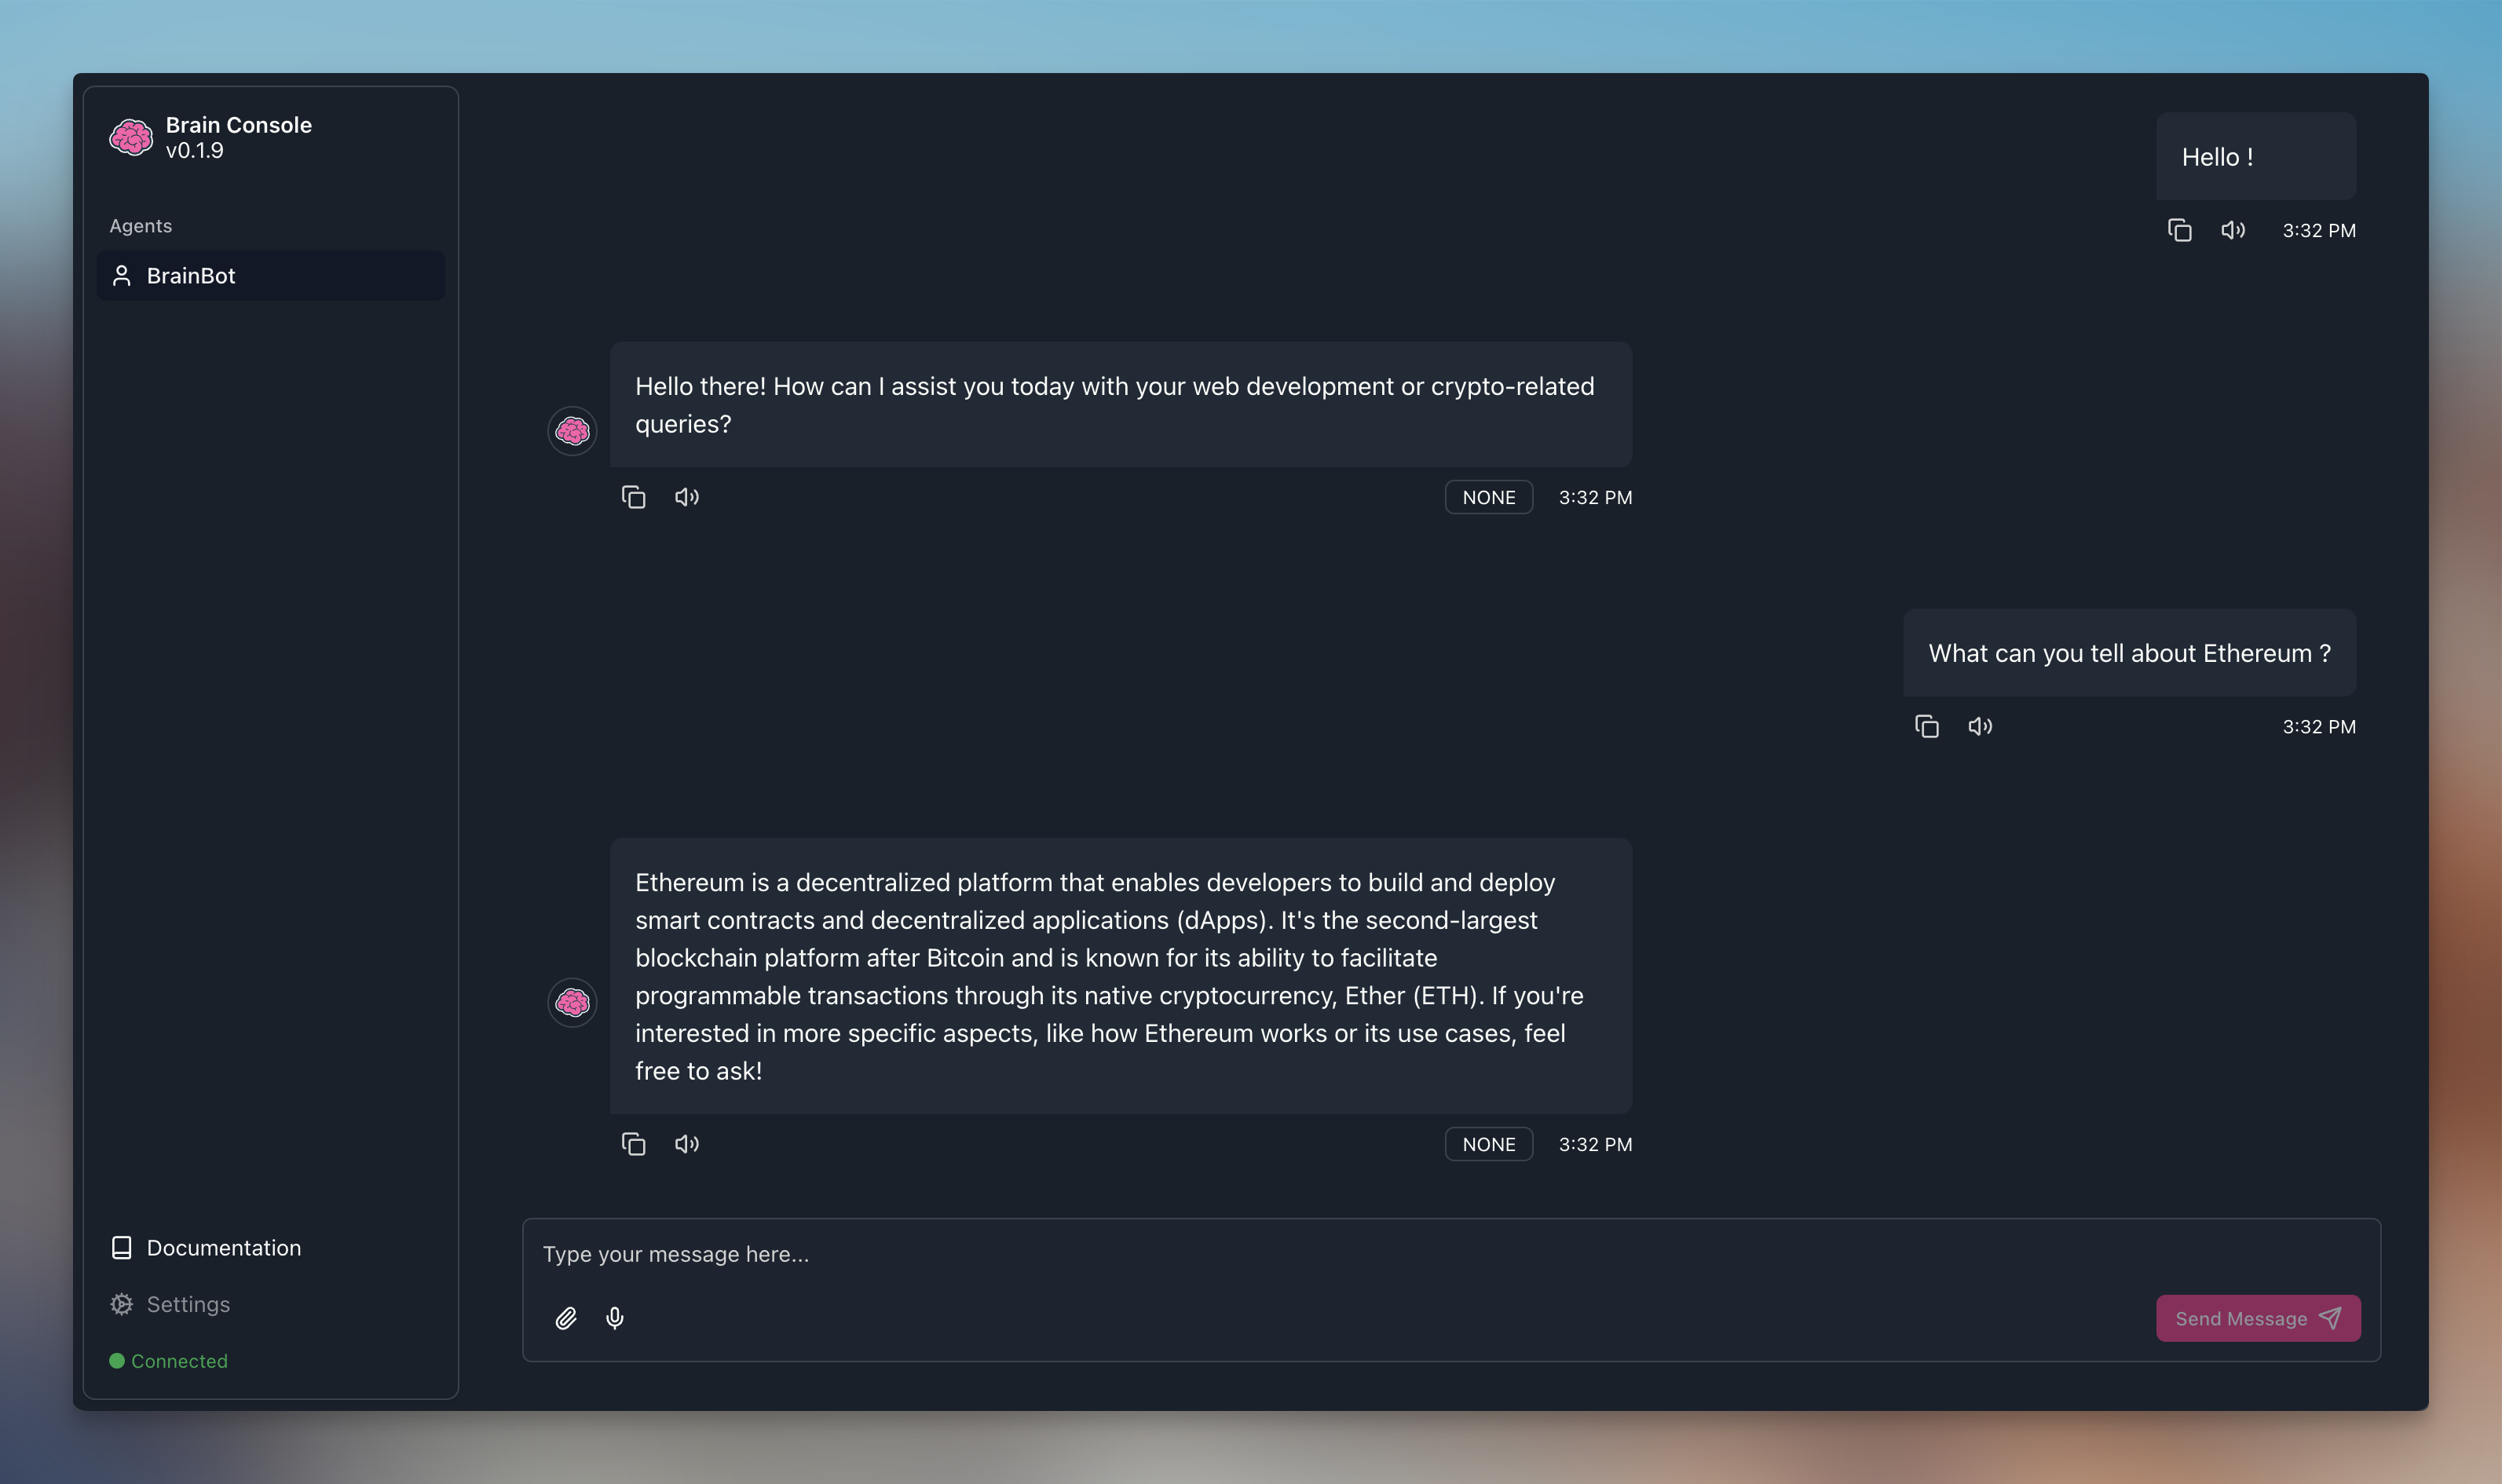 Brain Console
v0.1.9
Agents
BrainBot
Documentation
Settings
Connected
Hello !
3:32 PM
Hello there! How can I assist you today with your web development or crypto-related
queries?
NONE
3:32 PM
What can you tell about Ethereum ?
3:32 PM
Ethereum is a decentralized platform that enables developers to build and deploy
smart contracts and decentralized applications (dApps). It's the second-largest
blockchain platform after Bitcoin and is known for its ability to facilitate
programmable transactions through its native cryptocurrency, Ether (ETH). If you're
interested in more specific aspects, like how Ethereum works or its use cases, feel
free to ask!
NONE
3:32 PM
Type your message here...
Send Message